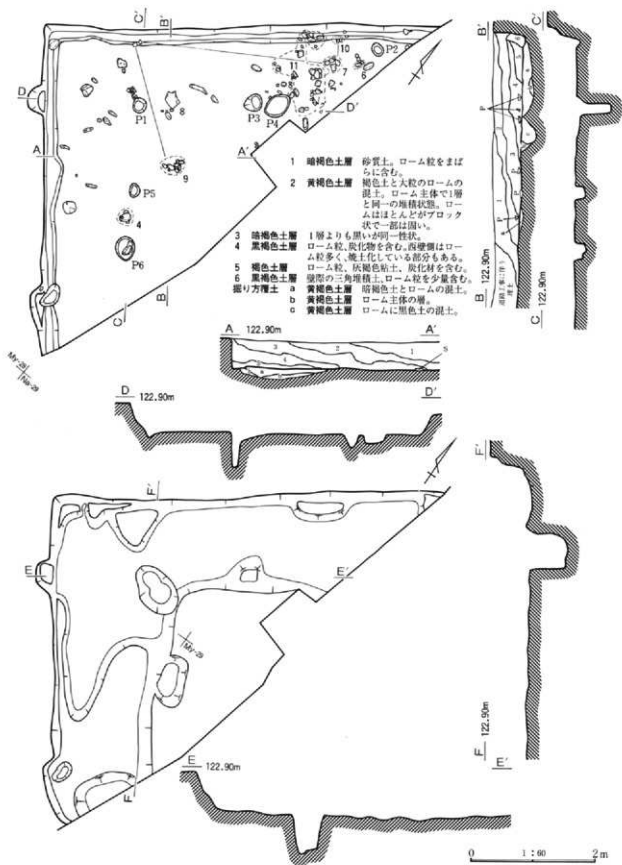 C'
B'
10
P2
11
7
6
D
P1
8
P3
P4
D'
A
A'
9
P5
4
P6
B
C
My-29
Na-29
1 暗褐色土層 砂質土。ローム粒をまば
らに含む。
2 黄褐色土層 褐色土と大粒のロームの
混土。ローム主体で1層
と同一の堆積状態。ロー
ムはほとんどがブロック
状で一部は固い。
3 暗褐色土層 1層よりも黒いが同一性状。
4 黒褐色土層 ローム粒、炭化物を含む。西壁側はロー
ム多く、焼土化している部分もある。
5 褐色土層 ローム粒、灰褐色粘土、炭化材を含む。
6 黒褐色土層 壁際の三角堆積土、ローム粒を少量含む。
掘り方覆土 a 黄褐色土層 暗褐色土とロームの混土。
b 黄褐色土層 ローム主体の層。
c 黄褐色土層 ロームに黒色土の混土。
B'
C'
B 122.90m
C 122.90m
A 122.90m A'
3 2 1 S
4
D 122.90m D'
F'
E
E'
My-29
F
F'
F 122.90m
E 122.90m E'
0 1:60 2m